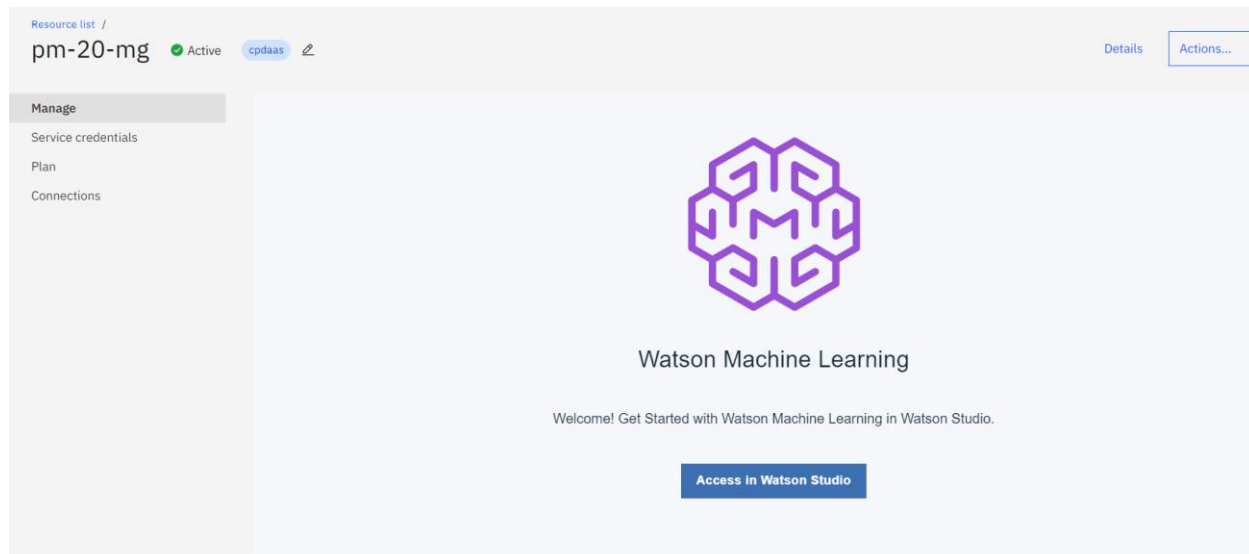 Resource list /
pm-20-mg Active cpdaas
Details Actions...
Manage
Service credentials
Plan
Connections
Watson Machine Learning
Welcome! Get Started with Watson Machine Learning in Watson Studio.
Access in Watson Studio